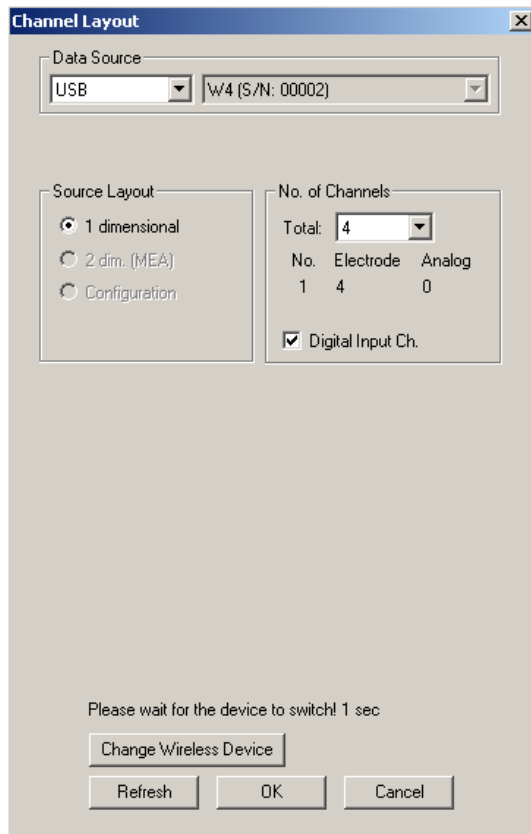 Channel Layout
Data Source
USB W4 (S/N: 00002)
Source Layout
1 dimensional
2 dim. (MEA)
Configuration
No. of Channels
Total: 4
No. Electrode Analog
1 4 0
Digital Input Ch.
Please wait for the device to switch! 1 sec
Change Wireless Device
Refresh OK Cancel